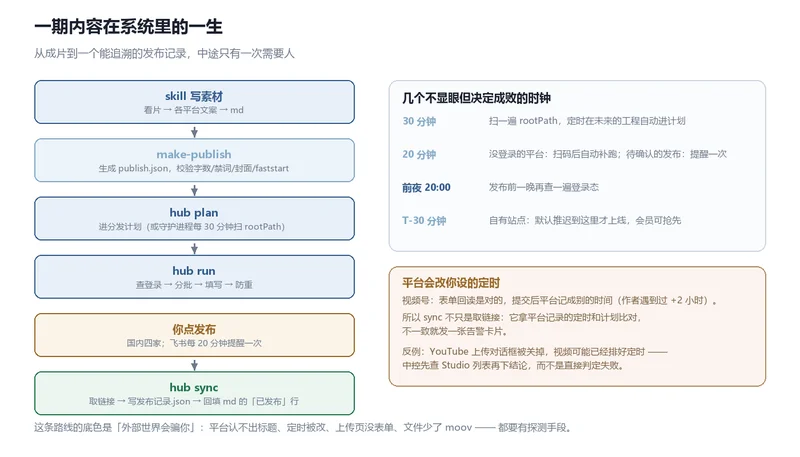 一期内容在系统里的一生
从成片到一个能追溯的发布记录，中途只有一次需要人
skill 写素材
看片 → 各平台文案 → md
make-publish
生成 publish.json，校验字数/禁词/封面/faststart
hub plan
进分发计划（或守护进程每 30 分钟扫 rootPath）
hub run
查登录 → 分批 → 填写 → 防重
你点发布
国内四家；飞书每 20 分钟提醒一次
hub sync
取链接 → 写发布记录.json → 回填 md 的「已发布」行
几个不显眼但决定成败的时钟
30 分钟
扫一遍 rootPath，定时在未来的工程自动进计划
20 分钟
没登录的平台：扫码后自动补跑；待确认的发布：提醒一次
前夜 20:00
发布前一晚再查一遍登录态
T-30 分钟
自有站点：默认推迟到这里才上线，会员可抢先
平台会改你设的定时
视频号：表单回读是对的，提交后平台记成别的时间（作者遇到过 +2 小时）。
所以 sync 不只是取链接：它拿平台记录的定时和计划比对，
不一致就发一张告警卡片。
反例：YouTube 上传对话框被关掉，视频可能已经排好定时 ——
中控先查 Studio 列表再下结论，而不是直接判定失败。
这条路线的底色是「外部世界会骗你」：平台认不出标题、定时被改、上传页没表单、文件少了 moov —— 都要有探测手段。